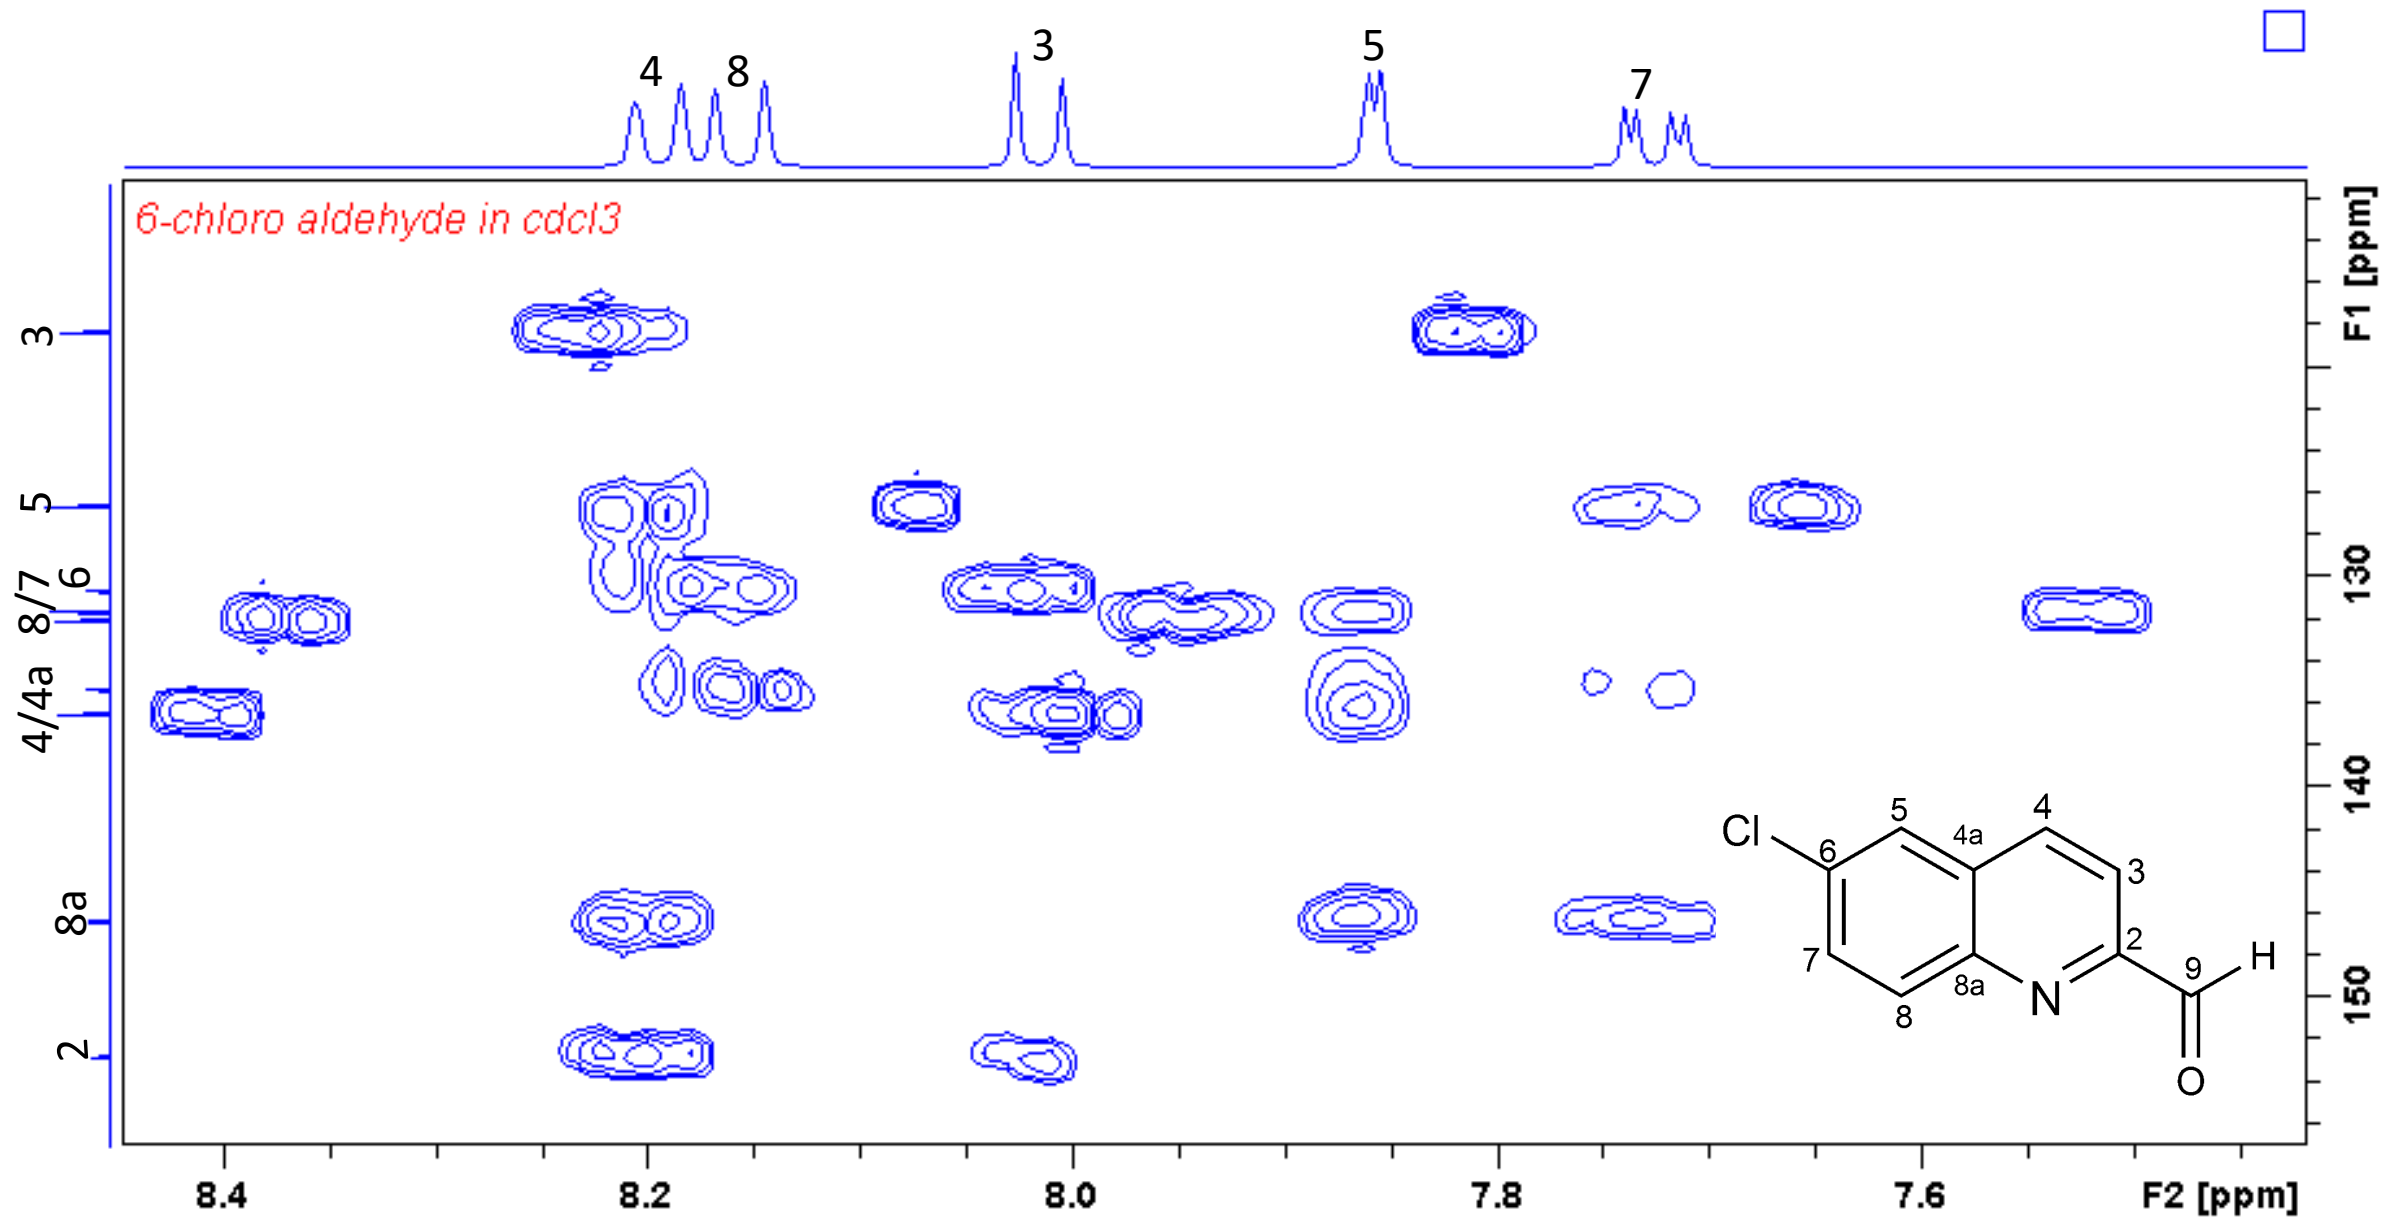 4 8 3 5 7
6-chloro aldehyde in cdcl3
3
5
6
8/7
4/4a
8a
2
F1 [ppm]
130
140
150
Cl 6 5 4a 4 3 2 9 H
7 8 8a N O
8.4 8.2 8.0 7.8 7.6 F2 [ppm]